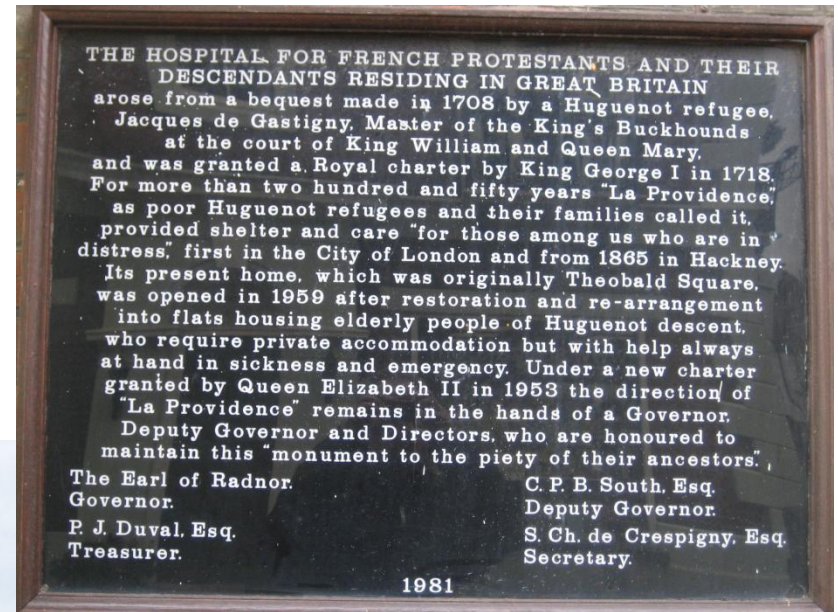 THE HOSPITAL FOR FRENCH PROTESTANTS AND THEIR
DESCENDANTS RESIDING IN GREAT BRITAIN
arose from a bequest made in 1708 by a Huguenot refugee,
Jacques de Gastigny, Master of the King's Buckhounds
at the court of King William and Queen Mary,
and was granted a Royal charter by King George I in 1718.
For more than two hundred and fifty years "La Providence,"
as poor Huguenot refugees and their families called it,
provided shelter and care "for those among us who are in
distress," first in the City of London and from 1865 in Hackney.
Its present home, which was originally Theobald Square,
was opened in 1959 after restoration and re-arrangement
into flats housing elderly people of Huguenot descent,
who require private accommodation but with help always
at hand in sickness and emergency. Under a new charter
granted by Queen Elizabeth II in 1953 the direction of
"La Providence" remains in the hands of a Governor,
Deputy Governor and Directors, who are honoured to
maintain this "monument to the piety of their ancestors".
The Earl of Radnor.
Governor.
C. P. B. South, Esq.
Deputy Governor.
P. J. Duval, Esq.
Treasurer.
S. Ch. de Crespigny, Esq.
Secretary.
1981